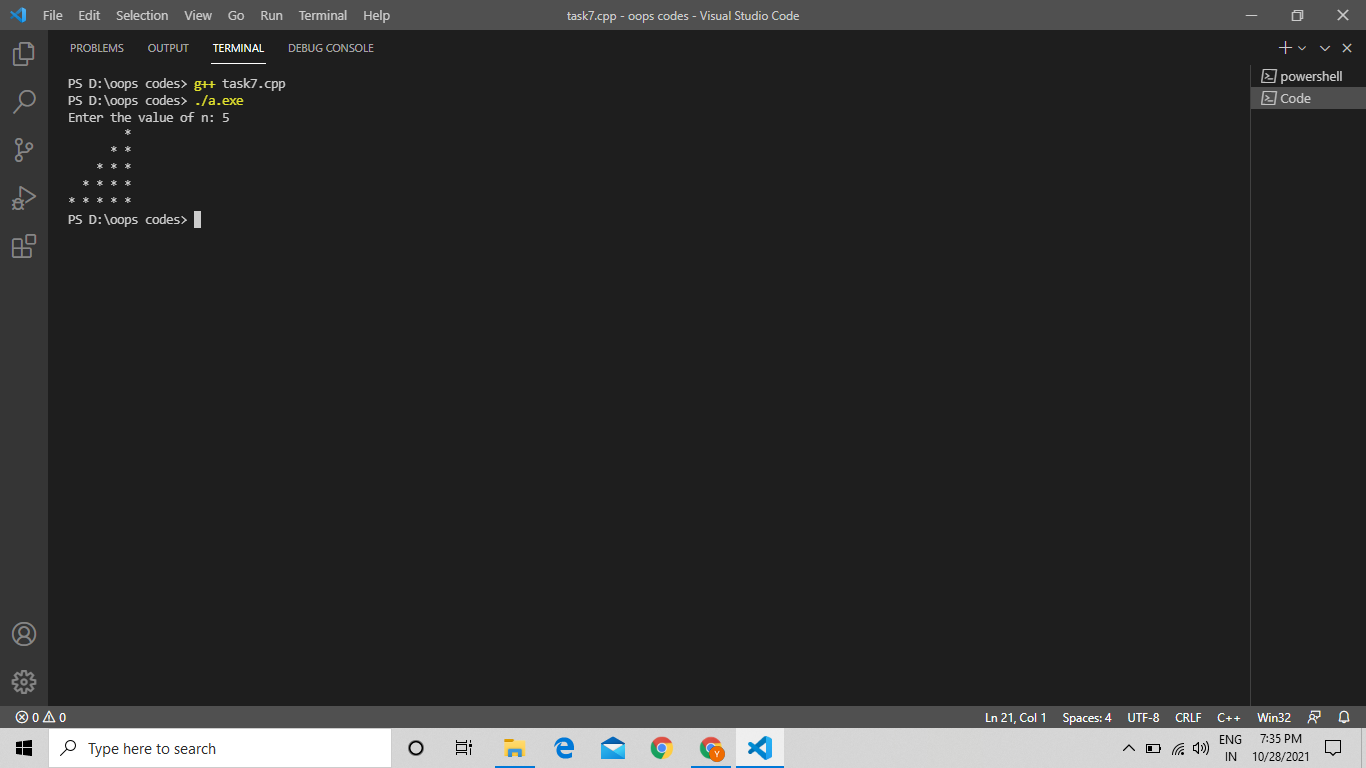 File Edit Selection View Go Run Terminal Help
task7.cpp - oops codes - Visual Studio Code
PROBLEMS OUTPUT TERMINAL DEBUG CONSOLE
PS D:\oops codes> g++ task7.cpp
PS D:\oops codes> ./a.exe
Enter the value of n: 5
        *
      * *
    * * *
  * * * *
* * * * *
PS D:\oops codes>
powershell
Code
0 0
Ln 21, Col 1 Spaces: 4 UTF-8 CRLF C++ Win32
Type here to search
Y
ENG
IN
7:35 PM
10/28/2021